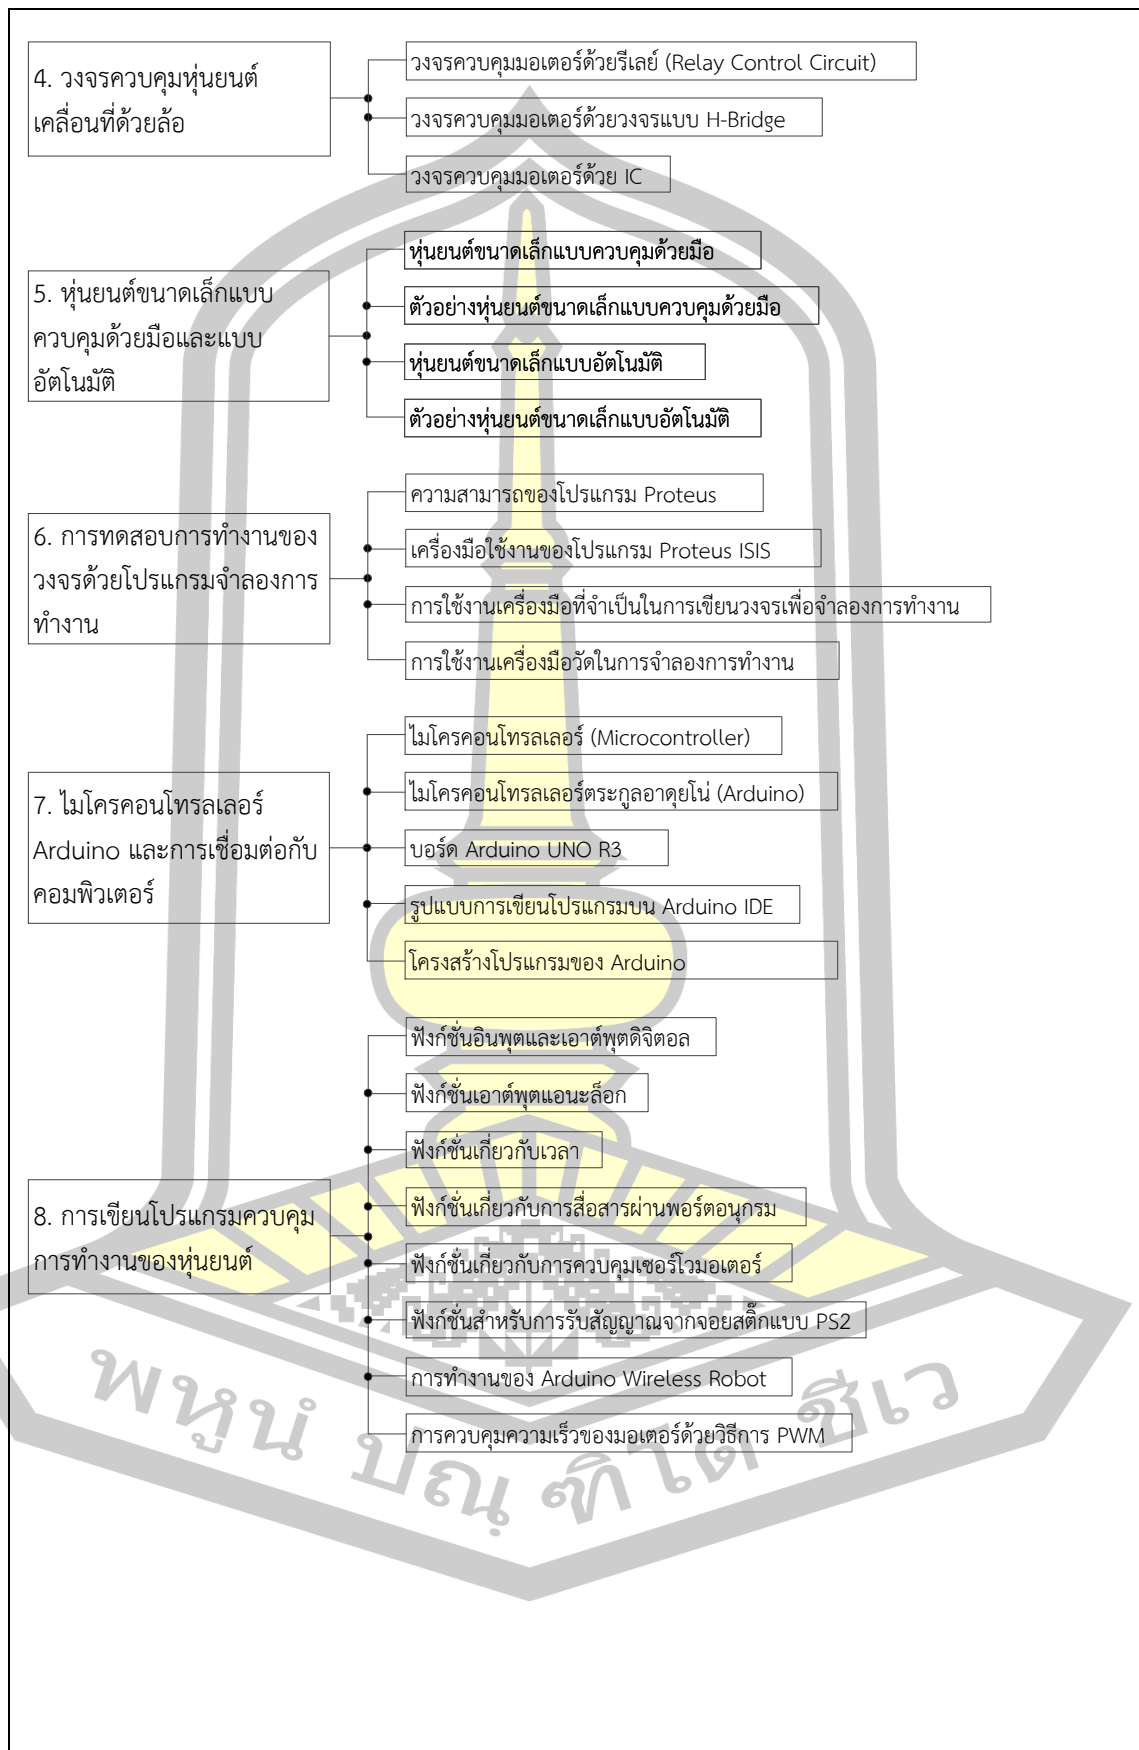 4. วงจรควบคุมหุ่นยนต์
เคลื่อนที่ด้วยล้อ
วงจรควบคุมมอเตอร์ด้วยรีเลย์ (Relay Control Circuit)
วงจรควบคุมมอเตอร์ด้วยวงจรแบบ H-Bridge
วงจรควบคุมมอเตอร์ด้วย IC
5. หุ่นยนต์ขนาดเล็กแบบ
ควบคุมด้วยมือและแบบ
อัตโนมัติ
หุ่นยนต์ขนาดเล็กแบบควบคุมด้วยมือ
ตัวอย่างหุ่นยนต์ขนาดเล็กแบบควบคุมด้วยมือ
หุ่นยนต์ขนาดเล็กแบบอัตโนมัติ
ตัวอย่างหุ่นยนต์ขนาดเล็กแบบอัตโนมัติ
6. การทดสอบการทำงานของ
วงจรด้วยโปรแกรมจำลองการ
ทำงาน
ความสามารถของโปรแกรม Proteus
เครื่องมือใช้งานของโปรแกรม Proteus ISIS
การใช้งานเครื่องมือที่จำเป็นในการเขียนวงจรเพื่อจำลองการทำงาน
การใช้งานเครื่องมือวัดในการจำลองการทำงาน
7. ไมโครคอนโทรลเลอร์
Arduino และการเชื่อมต่อกับ
คอมพิวเตอร์
ไมโครคอนโทรลเลอร์ (Microcontroller)
ไมโครคอนโทรลเลอร์ตระกูลอาดุยโน่ (Arduino)
บอร์ด Arduino UNO R3
รูปแบบการเขียนโปรแกรมบน Arduino IDE
โครงสร้างโปรแกรมของ Arduino
8. การเขียนโปรแกรมควบคุม
การทำงานของหุ่นยนต์
ฟังก์ชั่นอินพุตและเอาต์พุตดิจิตอล
ฟังก์ชั่นเอาต์พุตแอนะล็อก
ฟังก์ชั่นเกี่ยวกับเวลา
ฟังก์ชั่นเกี่ยวกับการสื่อสารผ่านพอร์ตอนุกรม
ฟังก์ชั่นเกี่ยวกับการควบคุมเซอร์โวมอเตอร์
ฟังก์ชั่นสำหรับการรับสัญญาณจากจอยสติ๊กแบบ PS2
การทำงานของ Arduino Wireless Robot
การควบคุมความเร็วของมอเตอร์ด้วยวิธีการ PWM
พหูนํ ปณฺฑิโต ชีเว